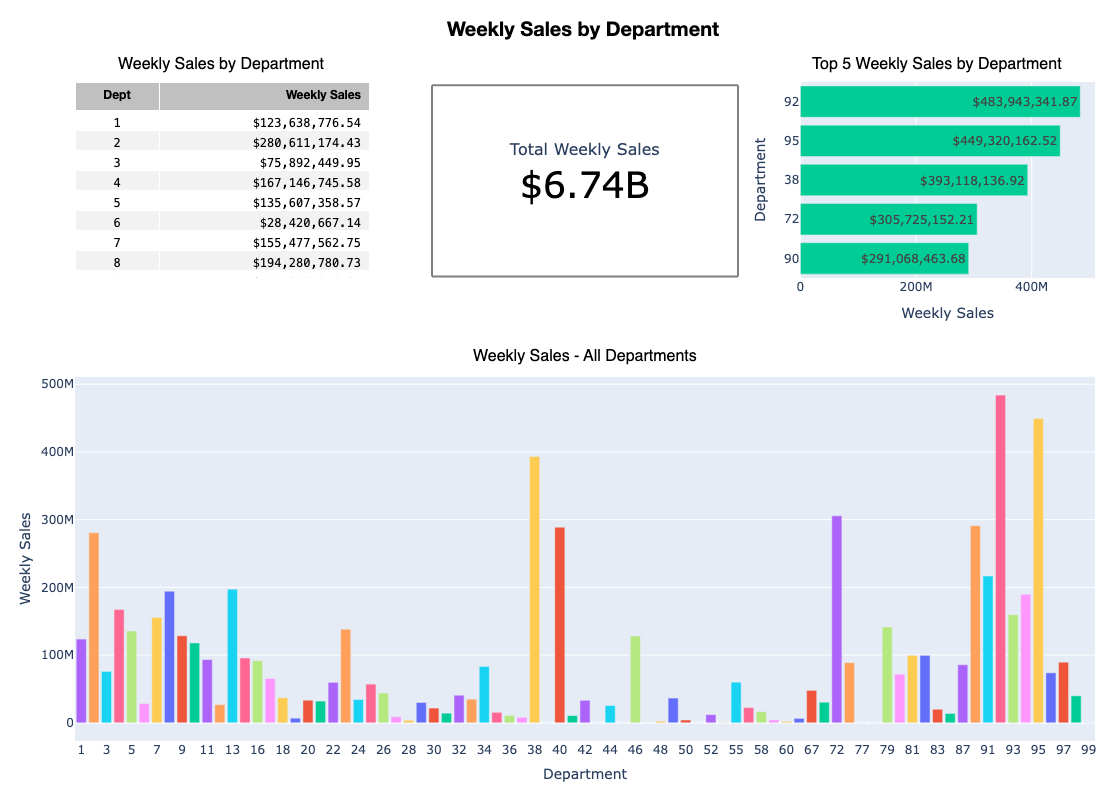 Weekly Sales by Department
Weekly Sales by Department
Dept Weekly Sales
1 $123,638,776.54
2 $280,611,174.43
3 $75,892,449.95
4 $167,146,745.58
5 $135,607,358.57
6 $28,420,667.14
7 $155,477,562.75
8 $194,280,780.73
Total Weekly Sales
$6.74B
Top 5 Weekly Sales by Department
Department
92 $483,943,341.87
95 $449,320,162.52
38 $393,118,136.92
72 $305,725,152.21
90 $291,068,463.68
0 200M 400M
Weekly Sales
Weekly Sales - All Departments
Weekly Sales
500M
400M
300M
200M
100M
0
1 3 5 7 9 11 13 16 18 20 22 24 26 28 30 32 34 36 38 40 42 44 46 48 50 52 55 58 60 67 72 77 79 81 83 87 91 93 95 97 99
Department